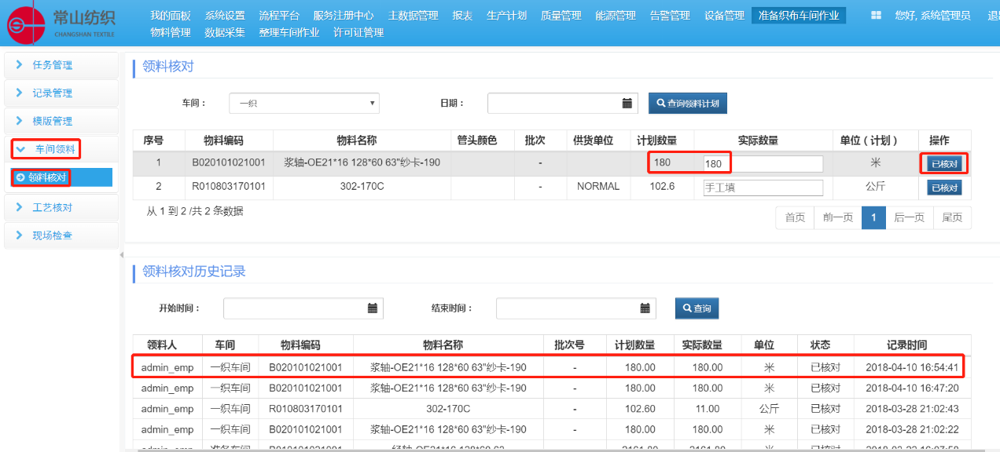 常山纺织
CHANGSHAN TEXTILE
我的面板 系统设置 流程平台 服务注册中心 主数据管理 报表 生产计划 质量管理 能源管理 告警管理 设备管理 准备织布车间作业 您好, 系统管理员
物料管理 数据采集 整理车间作业 许可证管理
任务管理
记录管理
模版管理
车间领料
领料核对
工艺核对
现场检查
领料核对
车间： 一织 日期： 查询领料计划
序号 物料编码 物料名称 管头颜色 批次 供货单位 计划数量 实际数量 单位（计划） 操作
1 B020101021001 浆轴-OE21*16 128*60 63"纱卡-190 - 180 180 米 已核对
2 R010803170101 302-170C - NORMAL 102.6 手工填 公斤 已核对
从 1 到 2 /共 2 条数据
首页 前一页 1 后一页 尾页
领料核对历史记录
开始时间： 结束时间： 查询
领料人 车间 物料编码 物料名称 批次号 计划数量 实际数量 单位 状态 记录时间
admin_emp 一织车间 B020101021001 浆轴-OE21*16 128*60 63"纱卡-190 - 180.00 180.00 米 已核对 2018-04-10 16:54:41
admin_emp 一织车间 B020101021001 浆轴-OE21*16 128*60 63"纱卡-190 - 180.00 180.00 米 已核对 2018-04-10 16:47:20
admin_emp 一织车间 R010803170101 302-170C - 102.60 11.00 公斤 已核对 2018-03-28 21:02:43
admin_emp 一织车间 B020101021001 浆轴-OE21*16 128*60 63"纱卡-190 - 180.00 180.00 米 已核对 2018-03-28 21:02:22